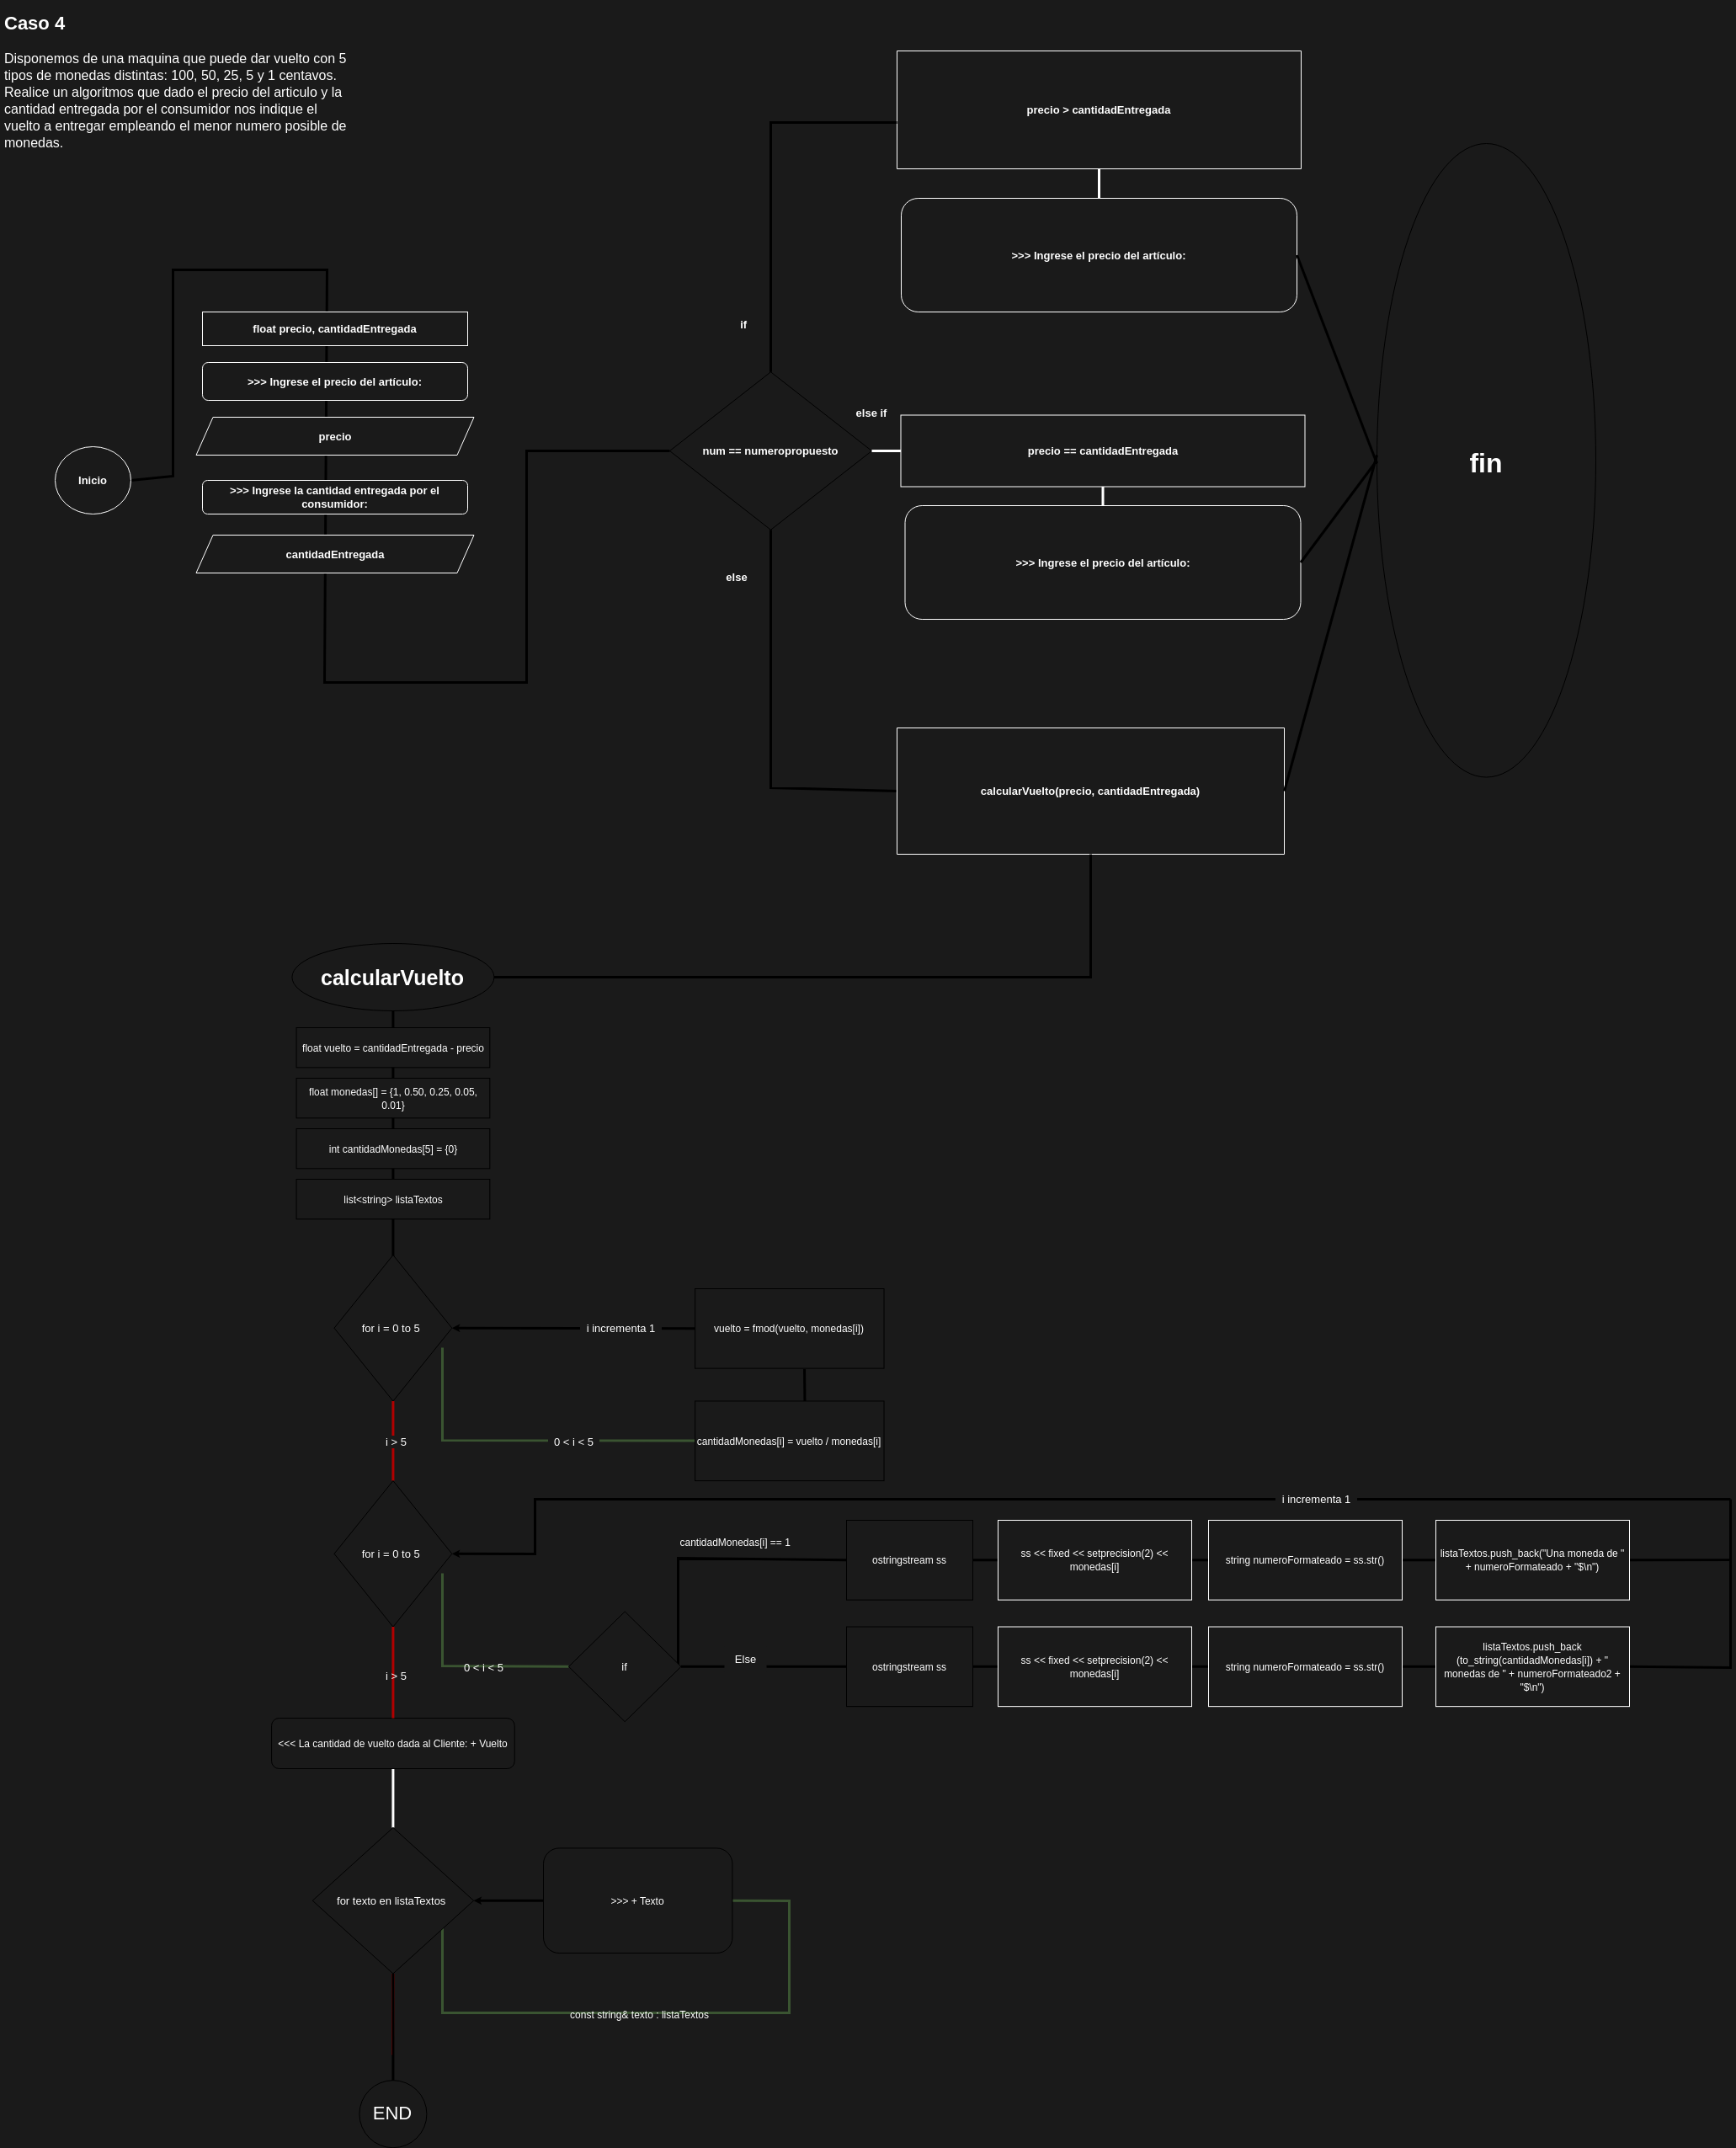 Caso 4
Disponemos de una maquina que puede dar vuelto con 5
tipos de monedas distintas: 100, 50, 25, 5 y 1 centavos.
Realice un algoritmos que dado el precio del articulo y la
cantidad entregada por el consumidor nos indique el
vuelto a entregar empleando el menor numero posible de
monedas.
Inicio
float precio, cantidadEntregada
>>> Ingrese el precio del artículo:
precio
>>> Ingrese la cantidad entregada por el
consumidor:
cantidadEntregada
num == numeropropuesto
if
precio > cantidadEntregada
>>> Ingrese el precio del artículo:
else if
precio == cantidadEntregada
>>> Ingrese el precio del artículo:
else
calcularVuelto(precio, cantidadEntregada)
fin
calcularVuelto
float vuelto = cantidadEntregada - precio
float monedas[] = {1, 0.50, 0.25, 0.05,
0.01}
int cantidadMonedas[5] = {0}
list<string> listaTextos
for i = 0 to 5
i incrementa 1
vuelto = fmod(vuelto, monedas[i])
i > 5
0 < i < 5
cantidadMonedas[i] = vuelto / monedas[i]
i incrementa 1
for i = 0 to 5
cantidadMonedas[i] == 1
ostringstream ss
ss << fixed << setprecision(2) <<
monedas[i]
string numeroFormateado = ss.str()
listaTextos.push_back("Una moneda de "
+ numeroFormateado + "$\n")
i > 5
0 < i < 5
if
Else
ostringstream ss
ss << fixed << setprecision(2) <<
monedas[i]
string numeroFormateado = ss.str()
listaTextos.push_back
(to_string(cantidadMonedas[i]) + "
monedas de " + numeroFormateado2 +
"$\n")
<<< La cantidad de vuelto dada al Cliente: + Vuelto
for texto en listaTextos
>>> + Texto
const string& texto : listaTextos
END